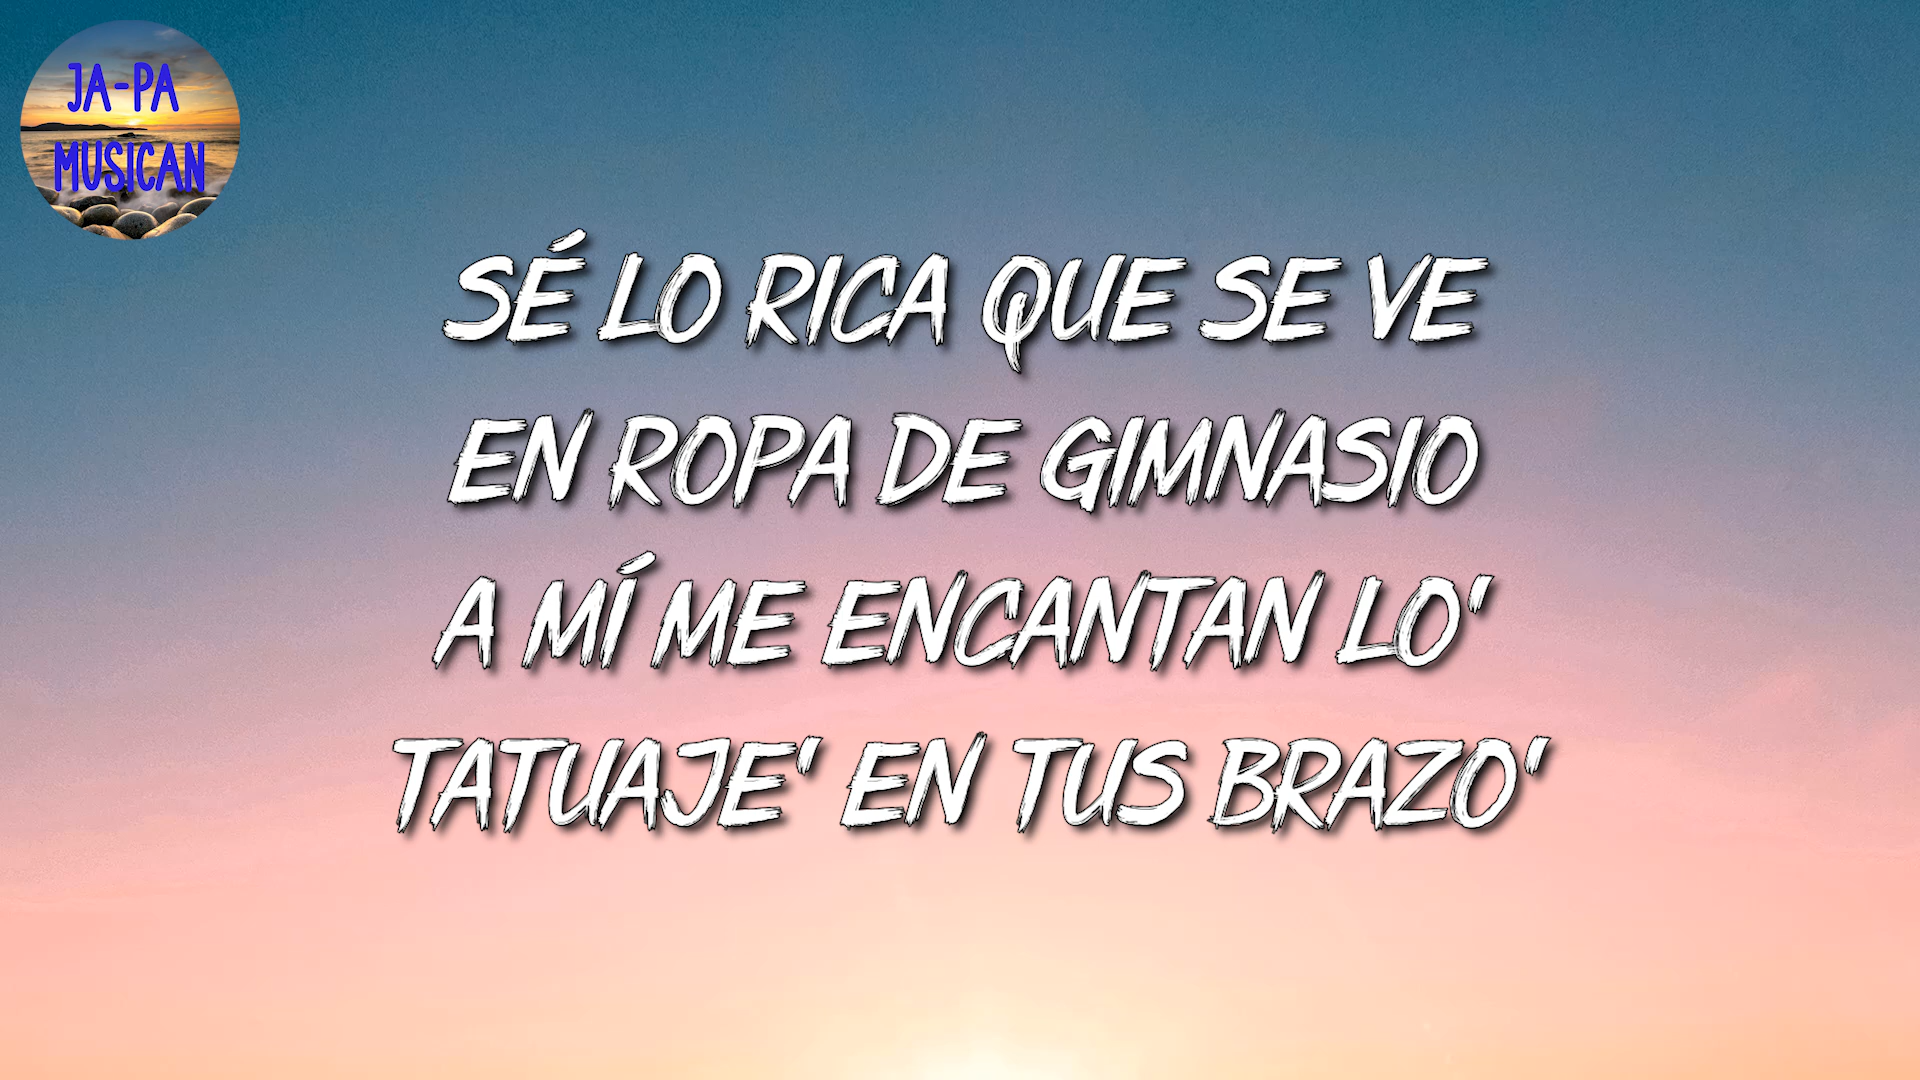 JA-PA
MUSICAN
SÉ LO RICA QUE SE VE
EN ROPA DE GIMNASIO
A MÍ ME ENCANTAN LO'
TATUAJE' EN TUS BRAZO'